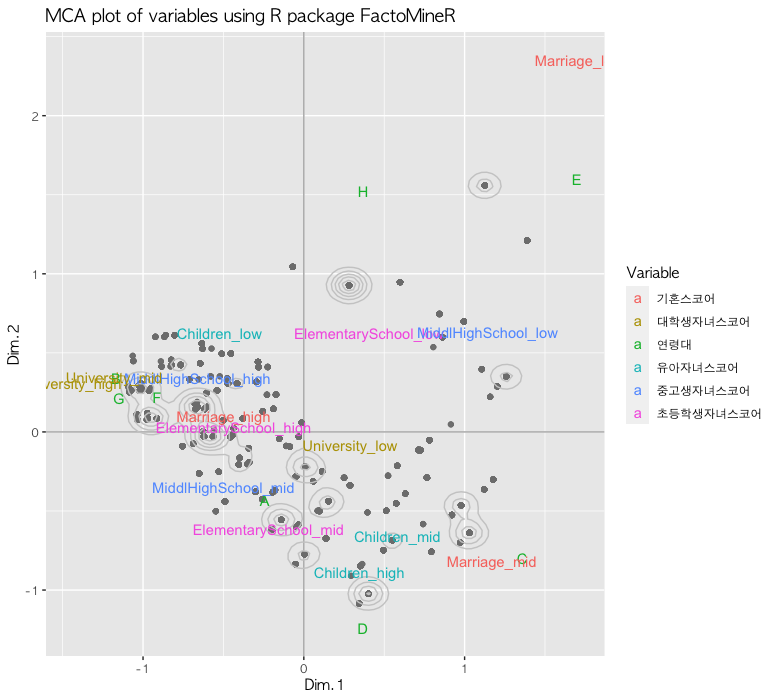 MCA plot of variables using R package FactoMineR
Marriage_l
2
H
E
1
Children_low
ElementarySchool_low
MiddlHighSchool_low
B
MiddlHighSchool_high
versity_high
G
F
Marriage_high
ElementarySchool_high
0
University_low
MiddlHighSchool_mid
A
ElementarySchool_mid
Children_mid
Marriage_mid
C
Children_high
-1
D
-1
0
1
Dim.1
Dim.2
Variable
a 기혼스코어
a 대학생자녀스코어
a 연령대
a 유아자녀스코어
a 중고생자녀스코어
a 초등학생자녀스코어